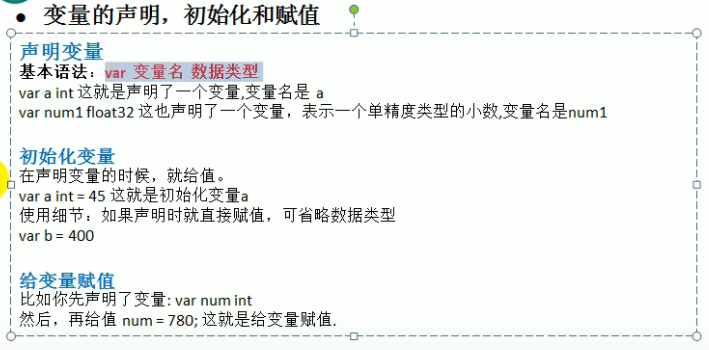 • 变量的声明，初始化和赋值
声明变量
基本语法：var 变量名 数据类型
var a int 这就是声明了一个变量,变量名是 a
var num1 float32 这也声明了一个变量，表示一个单精度类型的小数,变量名是num1
初始化变量
在声明变量的时候，就给值。
var a int = 45 这就是初始化变量a
使用细节：如果声明时就直接赋值，可省略数据类型
var b = 400
给变量赋值
比如你先声明了变量: var num int
然后，再给值 num = 780; 这就是给变量赋值.